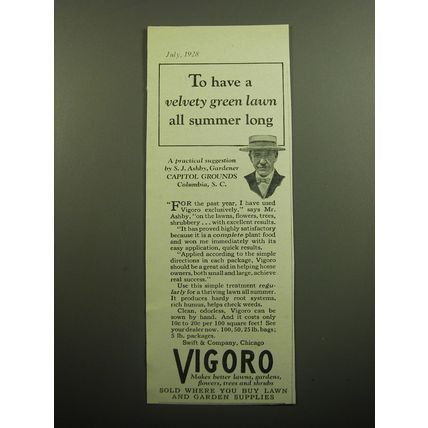 July, 1928
To have a
velvety green lawn
all summer long
A practical suggestion
by S. J. Ashby, Gardener
CAPITOL GROUNDS
Columbia, S. C.
"FOR the past year, I have used
Vigoro exclusively," says Mr.
Ashby, "on the lawns, flowers, trees,
shrubbery . . . with excellent results.
"It has proved highly satisfactory
because it is a complete plant food
and won me immediately with its
easy application, quick results.
"Applied according to the simple
directions in each package, Vigoro
should be a great aid in helping home
owners, both small and large, achieve
real success."
Use this simple treatment regu-
larly for a thriving lawn all summer.
It produces hardy root systems,
rich humus, helps check weeds.
Clean, odorless, Vigoro can be
sown by hand. And it costs only
10c to 20c per 100 square feet! See
your dealer now. 100, 50, 25 lb. bags;
5 lb. packages.
Swift & Company, Chicago
VIGORO
Makes better lawns, gardens,
flowers, trees and shrubs
SOLD WHERE YOU BUY LAWN
AND GARDEN SUPPLIES